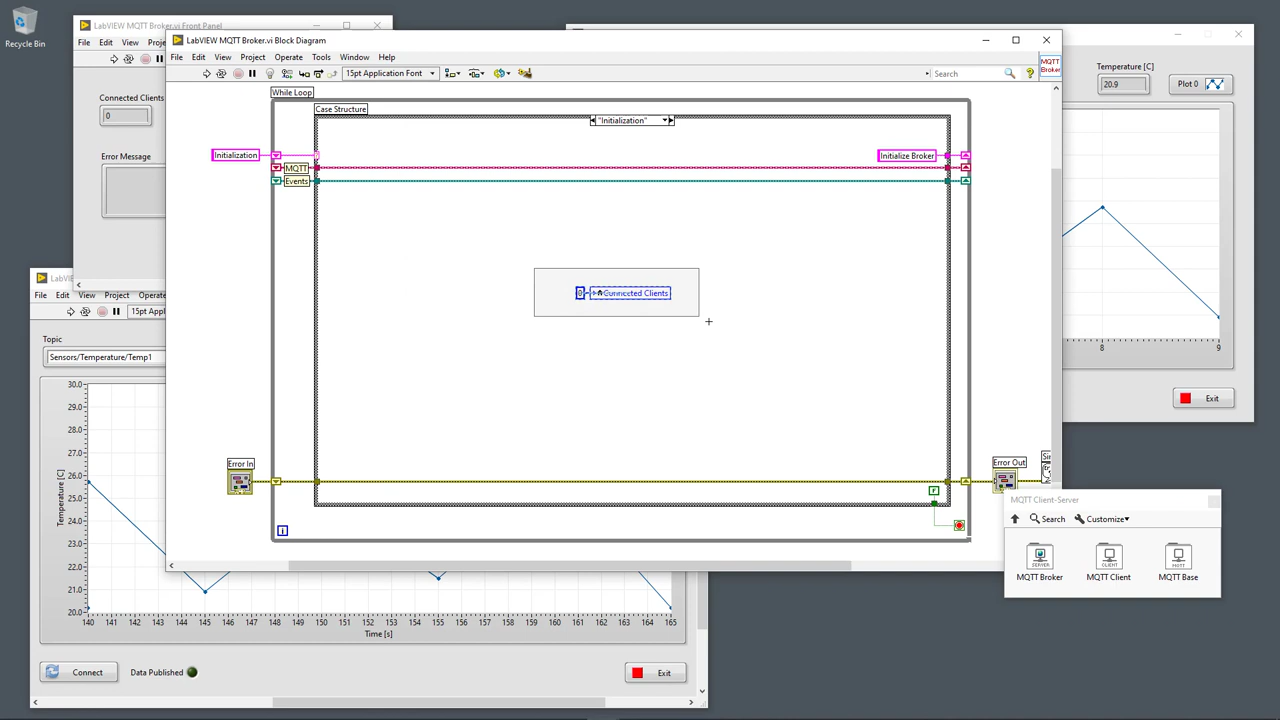 Recycle Bin
LabVIEW MQTT Broker.vi Front Panel
File Edit View Proje
Connected Clients
0
Error Message
LabVIEW MQTT Broker.vi Block Diagram
File Edit View Project Operate Tools Window Help
15pt Application Font
Search
MQTT
Broker
While Loop
Case Structure
"Initialization"
Initialization
MQTT
Events
Initialize Broker
0
Connected Clients
Error In
Error Out
F
i
Temperature [C]
20.9
Plot 0
8
9
Exit
MQTT Client-Server
Search
Customize
SERVER
CLIENT
MQTT
MQTT Broker
MQTT Client
MQTT Base
File Edit View Project Operate
15pt Appl
Topic
Sensors/Temperature/Temp1
Temperature [C]
30.0
29.0
28.0
27.0
26.0
25.0
24.0
23.0
22.0
21.0
20.0
140 142 144 145 146 147 148 149 150 151 152 153 154 155 156 157 158 159 160 161 162 163 164 165
Time [s]
Connect
Data Published
Exit